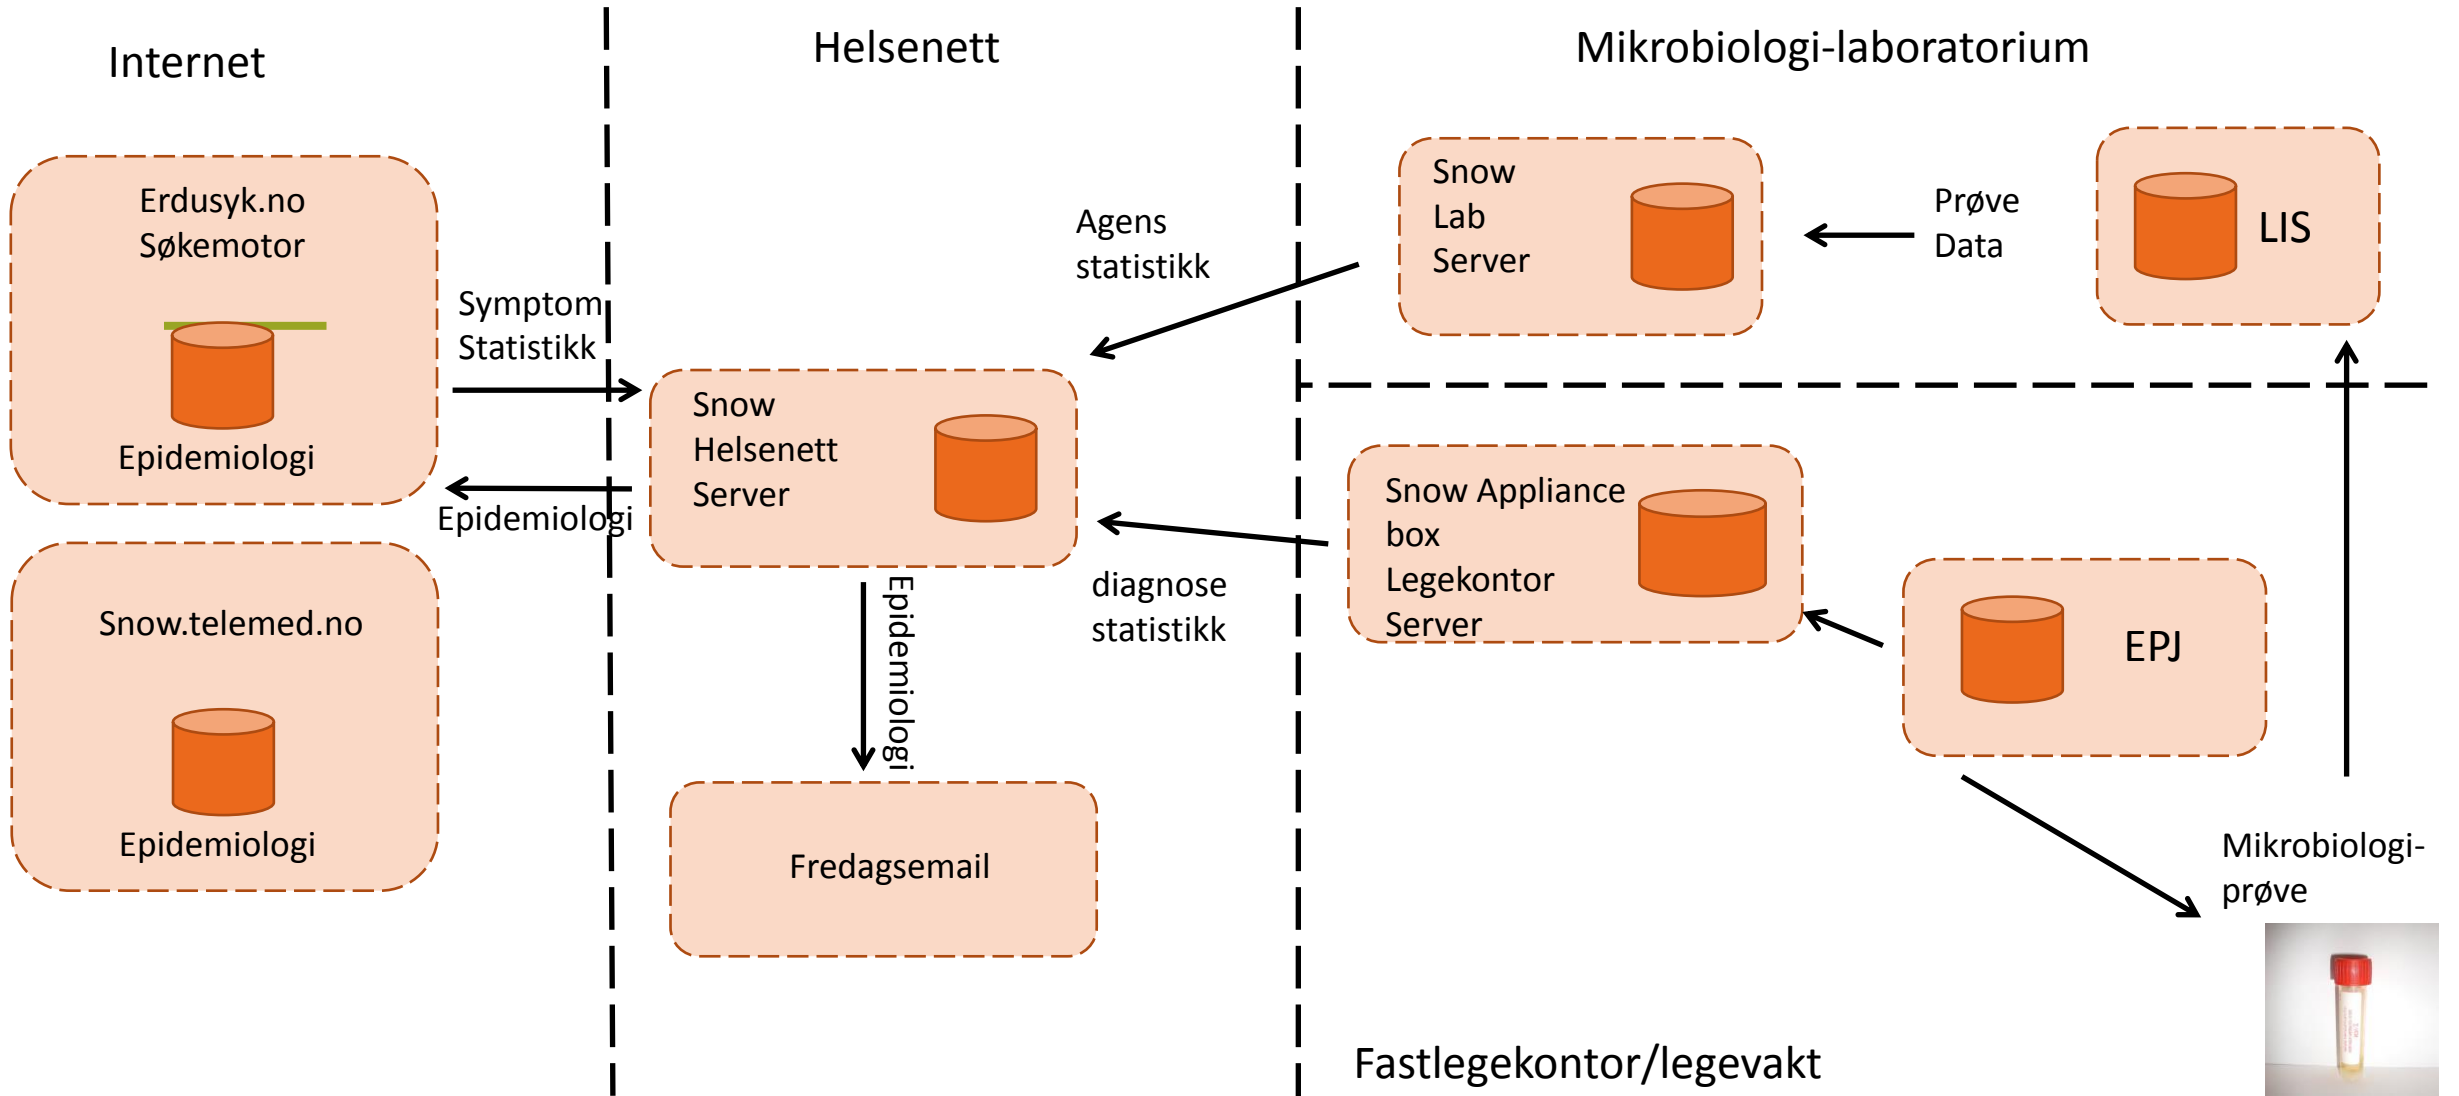 Internet
Helsenett
Mikrobiologi-laboratorium
Erdusyk.no
Søkemotor
Epidemiologi
Symptom
Statistikk
Epidemiologi
Snow.telemed.no
Epidemiologi
Agens
statistikk
Snow
Helsenett
Server
Epidemiologi
diagnose
statistikk
Fredagsemail
Snow
Lab
Server
Prøve
Data
LIS
Snow Appliance
box
Legekontor
Server
EPJ
Mikrobiologi-
prøve
Fastlegekontor/legevakt